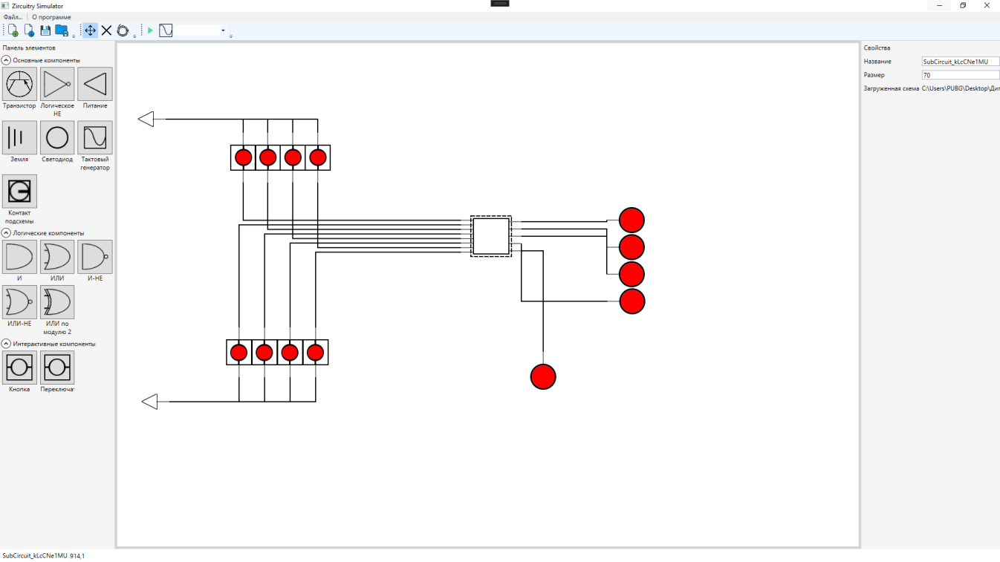 Zircuitry Simulator
Файл... О программе
Панель элементов
Основные компоненты
Транзистор
Логическое
НЕ
Питание
Земля
Светодиод
Тактовый
генератор
Контакт
подсхемы
Логические компоненты
И
ИЛИ
И-НЕ
ИЛИ-НЕ
ИЛИ по
модулю 2
Интерактивные компоненты
Кнопка
Переключат
Свойства
Название SubCircuit_kLcCNe1MU
Размер 70
Загруженная схема C:\Users\PUBG\Desktop\Дип
SubCircuit_kLcCNe1MU 914,1